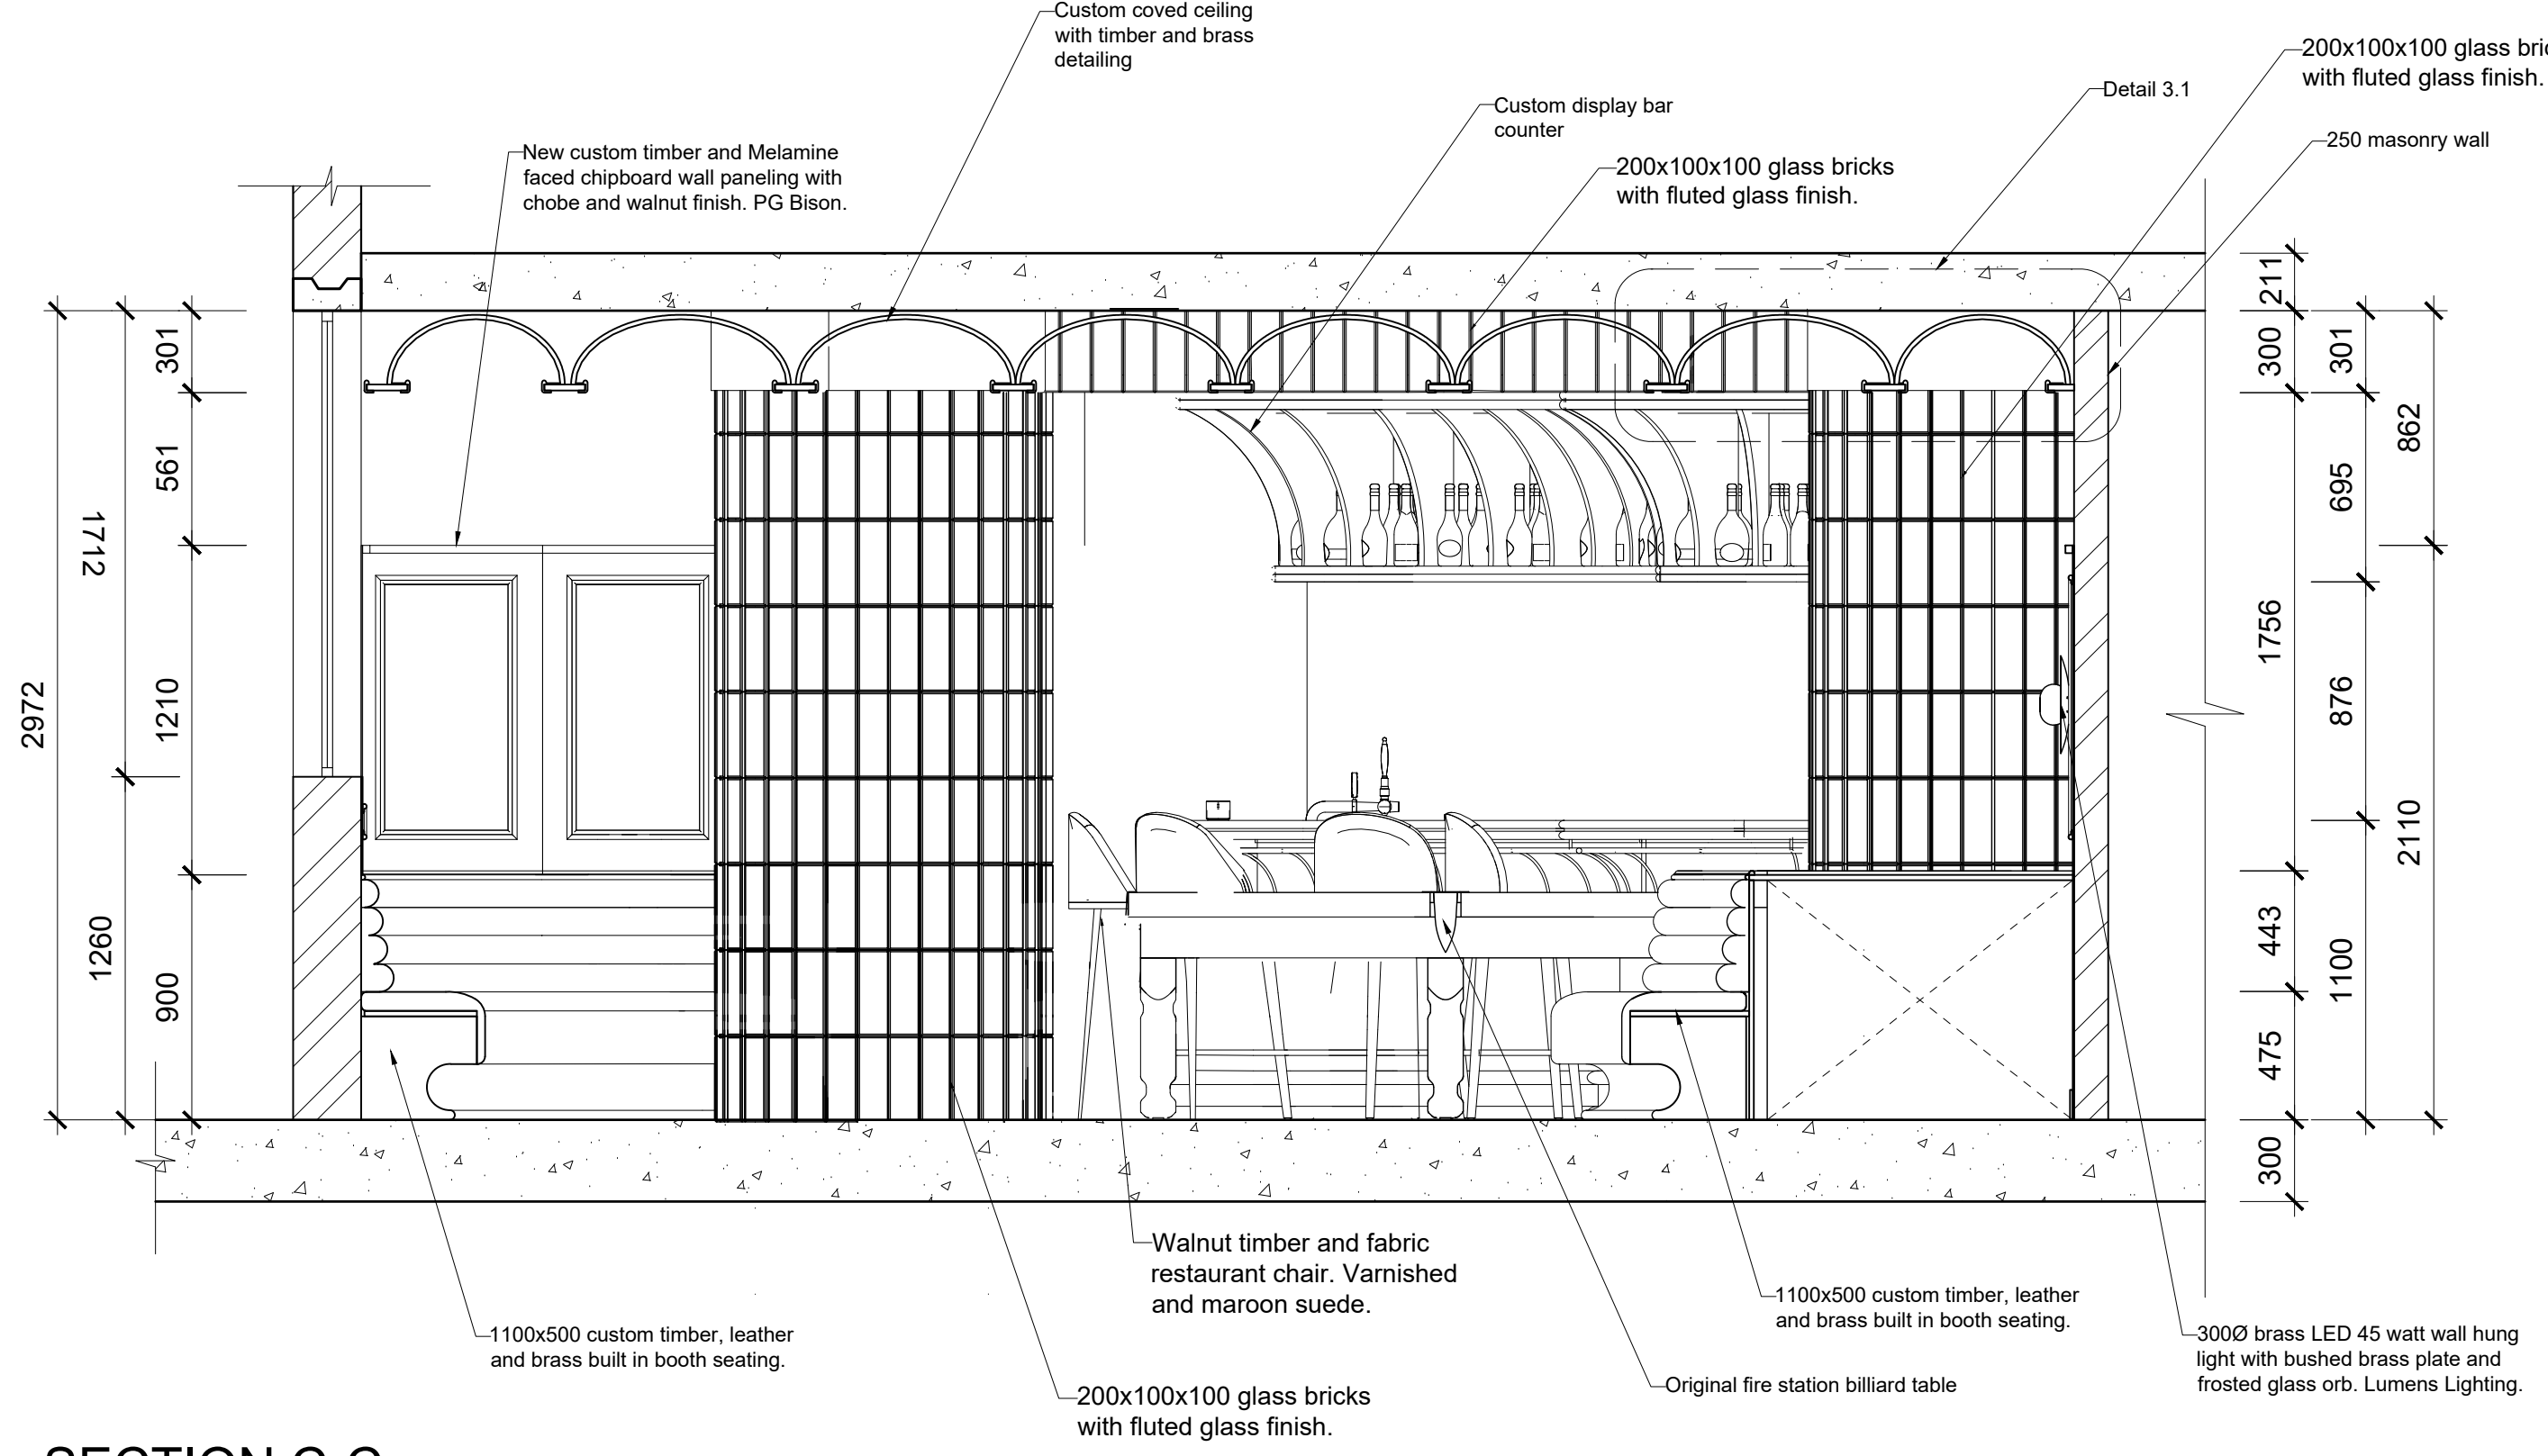 Custom coved ceiling
with timber and brass
detailing
200x100x100 glass
with fluted glass finish.
Detail 3.1
Custom display bar
counter
250 masonry wall
New custom timber and Melamine
faced chipboard wall paneling with
chobe and walnut finish. PG Bison.
200x100x100 glass bricks
with fluted glass finish.
2972
1712
1260
301
561
1210
900
211
300
1756
443
475
300
301
695
876
1100
862
2110
Walnut timber and fabric
restaurant chair. Varnished
and maroon suede.
1100x500 custom timber, leather
and brass built in booth seating.
1100x500 custom timber, leather
and brass built in booth seating.
300Ø brass LED 45 watt wall hung
light with bushed brass plate and
frosted glass orb. Lumens Lighting.
Original fire station billiard table
200x100x100 glass bricks
with fluted glass finish.
SECTION